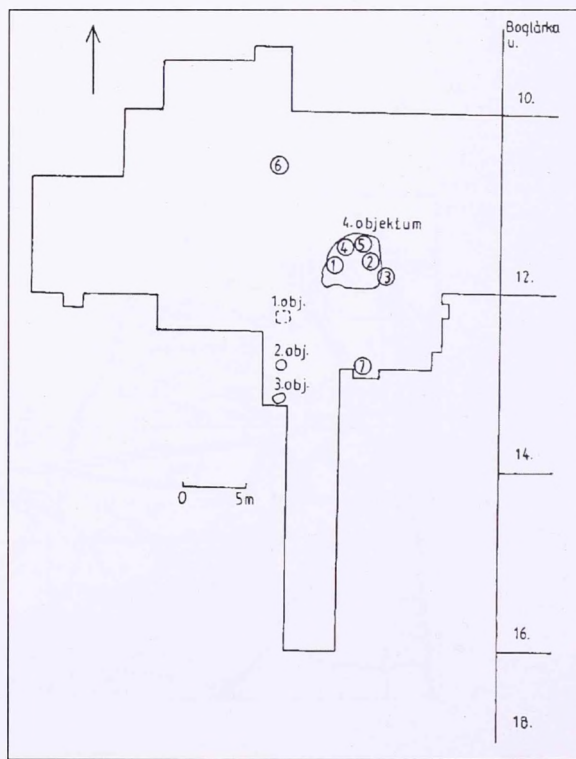 Boglárka
u.
10.
6
4. objektum
4 5
1 2
3
12.
1. obj.
2. obj.
7
3. obj.
14.
0 5m
16.
18.